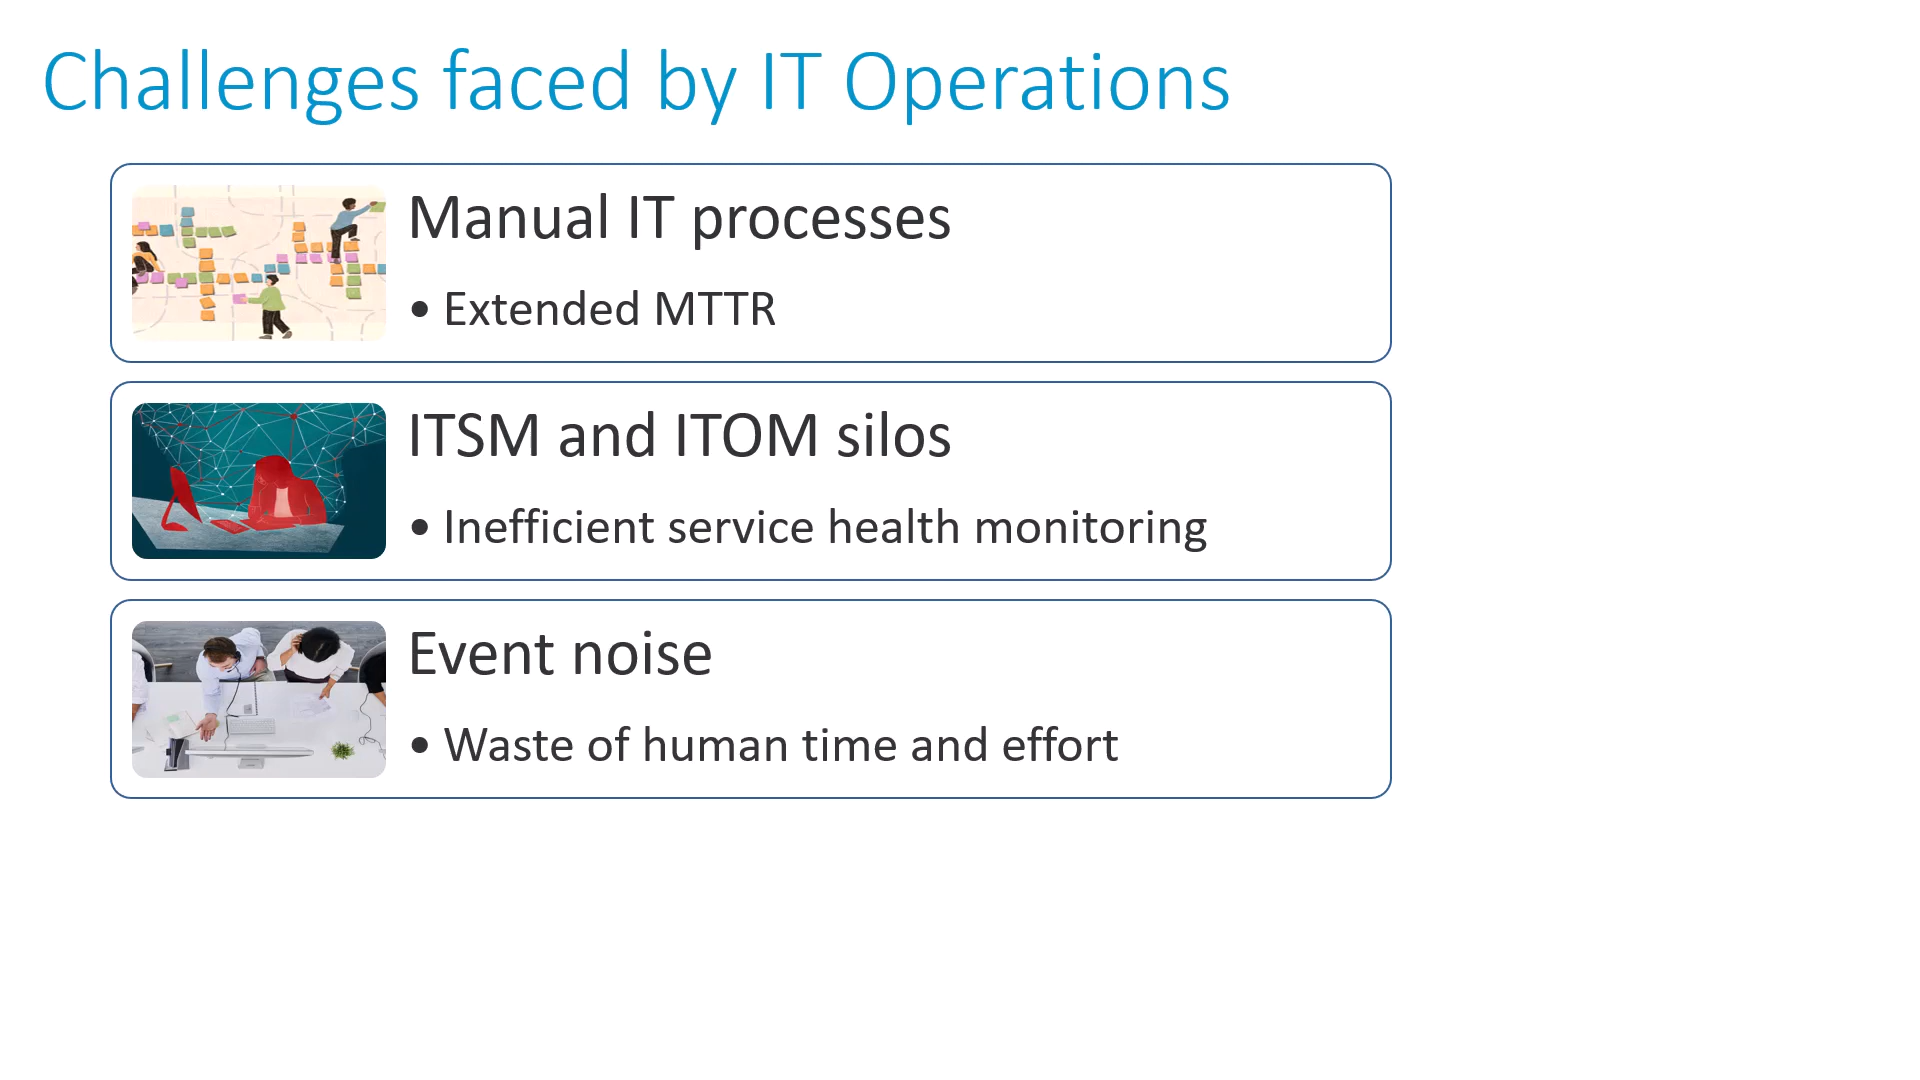 Challenges faced by IT Operations
Manual IT processes
• Extended MTTR
ITSM and ITOM silos
• Inefficient service health monitoring
Event noise
• Waste of human time and effort